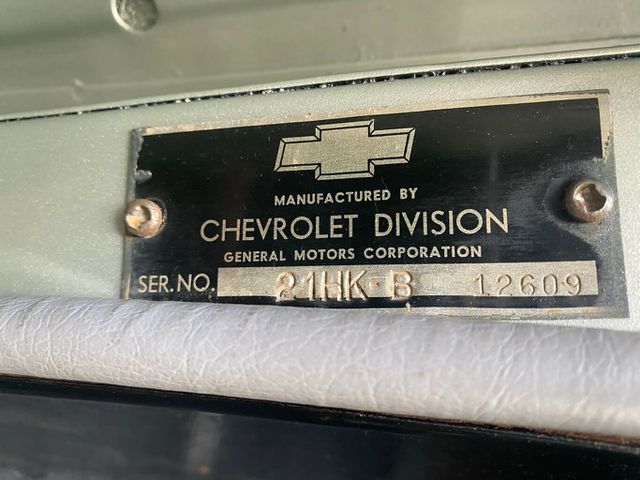 MANUFACTURED BY
CHEVROLET DIVISION
GENERAL MOTORS CORPORATION
SER. NO. 21HK-B 12609